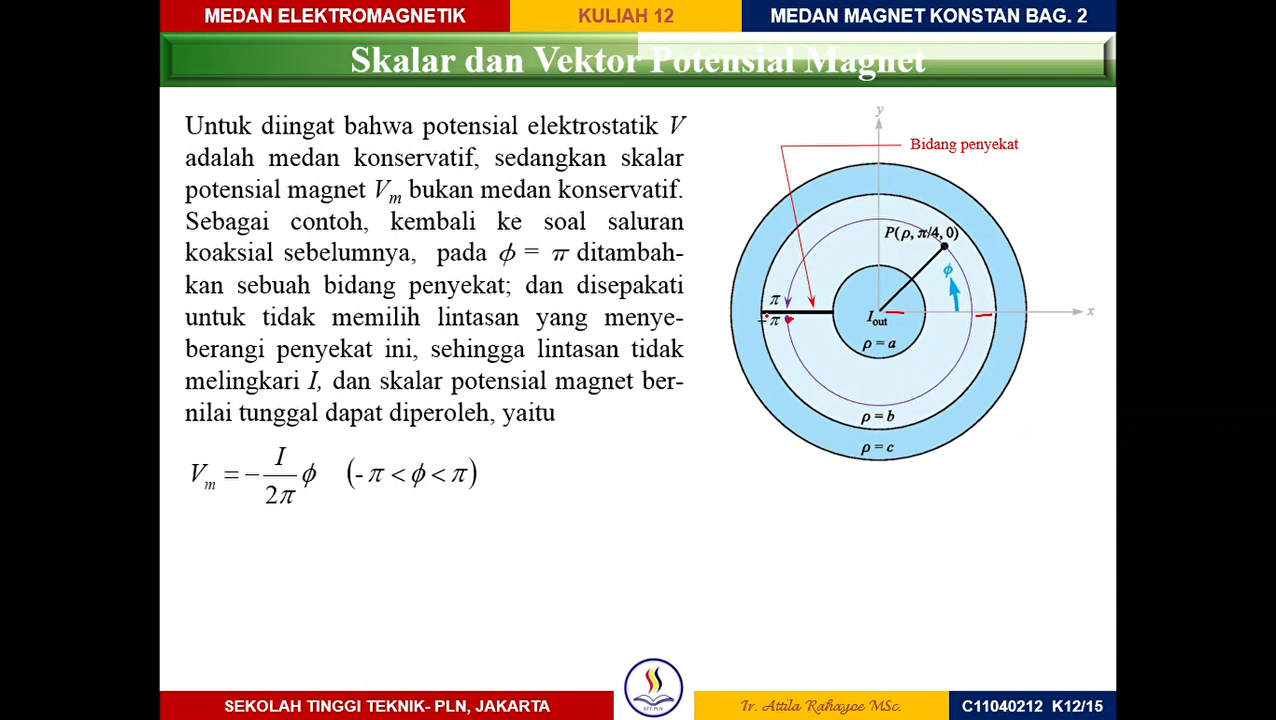 MEDAN ELEKTROMAGNETIK
KULIAH 12
MEDAN MAGNET KONSTAN BAG. 2
Skalar dan Vektor Potensial Magnet
Untuk diingat bahwa potensial elektrostatik V
adalah medan konservatif, sedangkan skalar
potensial magnet Vm bukan medan konservatif.
Sebagai contoh, kembali ke soal saluran
koaksial sebelumnya, pada ϕ = π ditambah-
kan sebuah bidang penyekat; dan disepakati
untuk tidak memilih lintasan yang menye-
berangi penyekat ini, sehingga lintasan tidak
melingkari I, dan skalar potensial magnet ber-
nilai tunggal dapat diperoleh, yaitu
Vm = − I/2π ϕ (-π < ϕ < π)
y
Bidang penyekat
P(ρ, π/4, 0)
ϕ
π
−π
Iout
x
ρ = a
ρ = b
ρ = c
SEKOLAH TINGGI TEKNIK- PLN, JAKARTA
STT-PLN
Ir. Attila Rahayoe MSc.
C11040212 K12/15